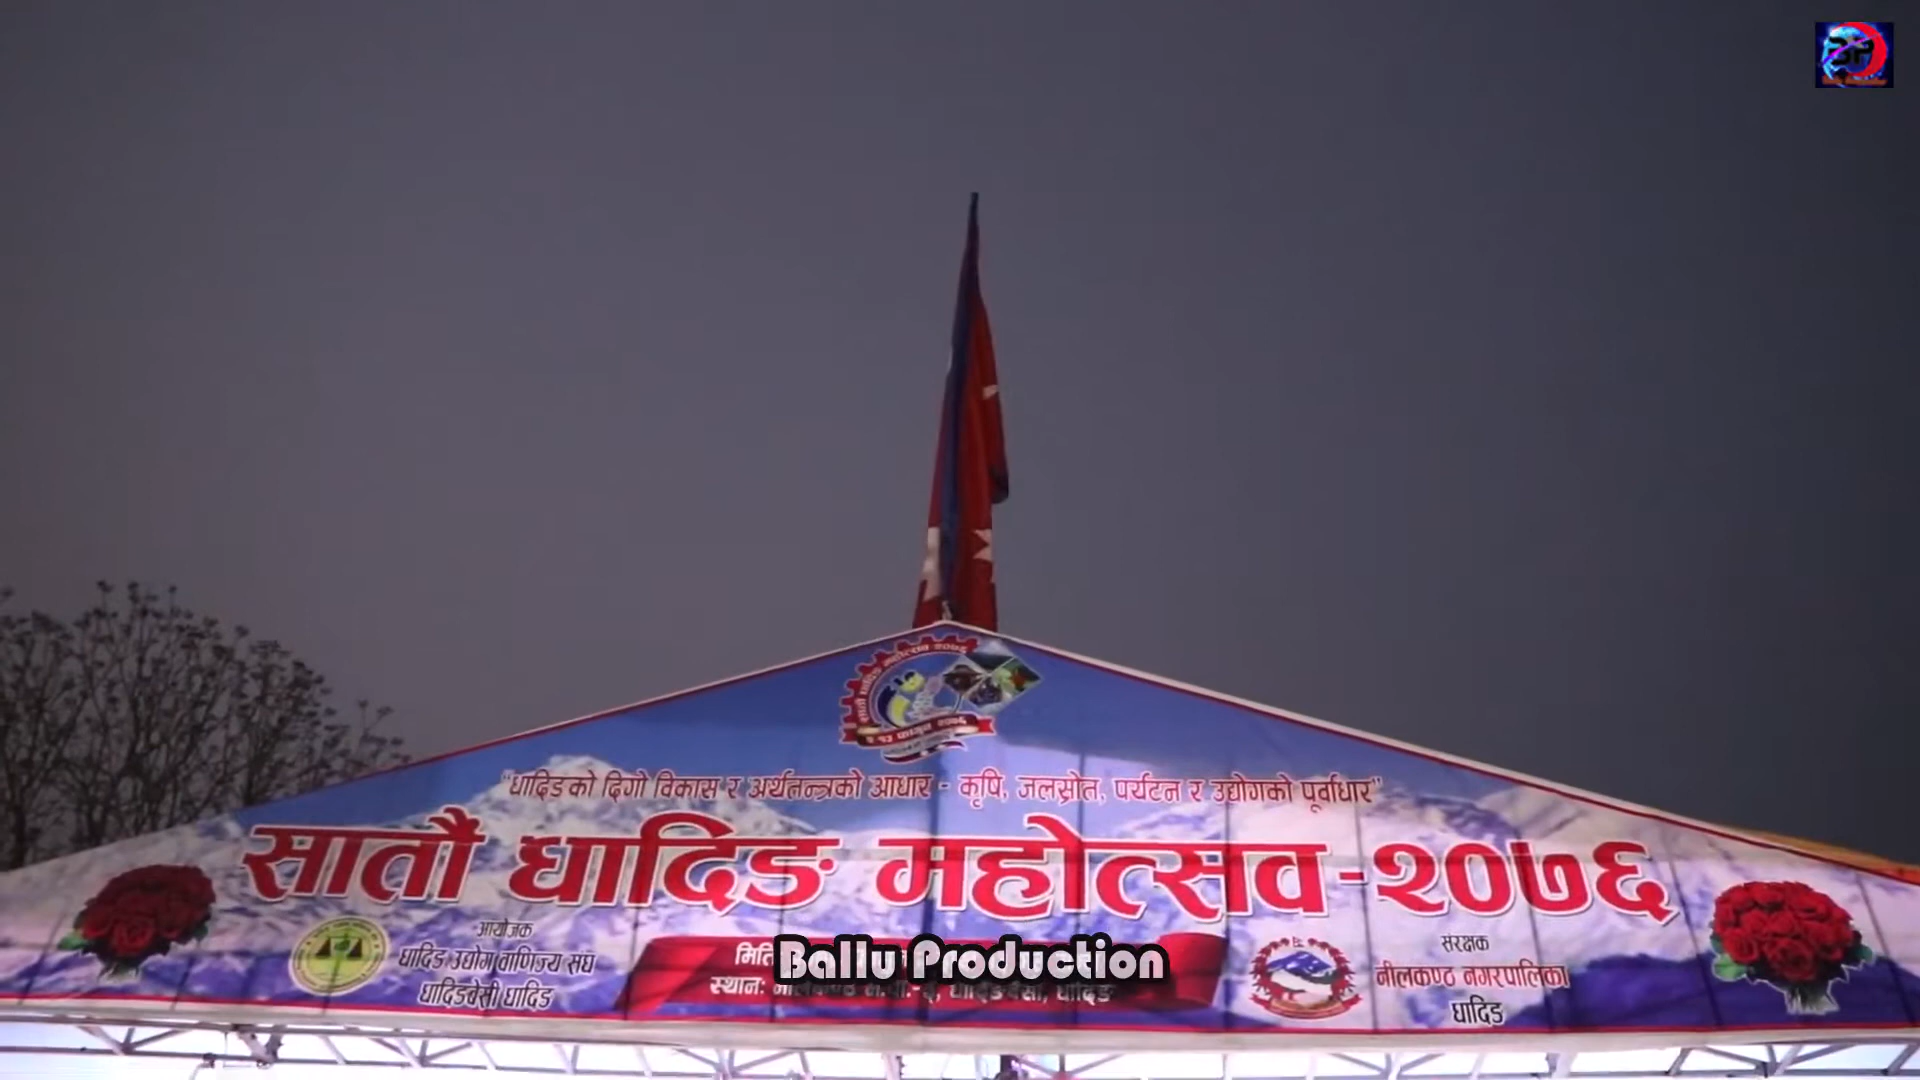 "धादिङको दिगो विकास र अर्थतन्त्रको आधार - कृषि, जलस्रोत, पर्यटन र उद्योगको पूर्वाधार"
सातौं धादिङ महोत्सव-२०७६
आयोजक
धादिङ उद्योग वाणिज्य संघ
धादिङबेसी धादिङ
स्थान:
Ballu Production
संरक्षक
नीलकण्ठ नगरपालिका
धादिङ